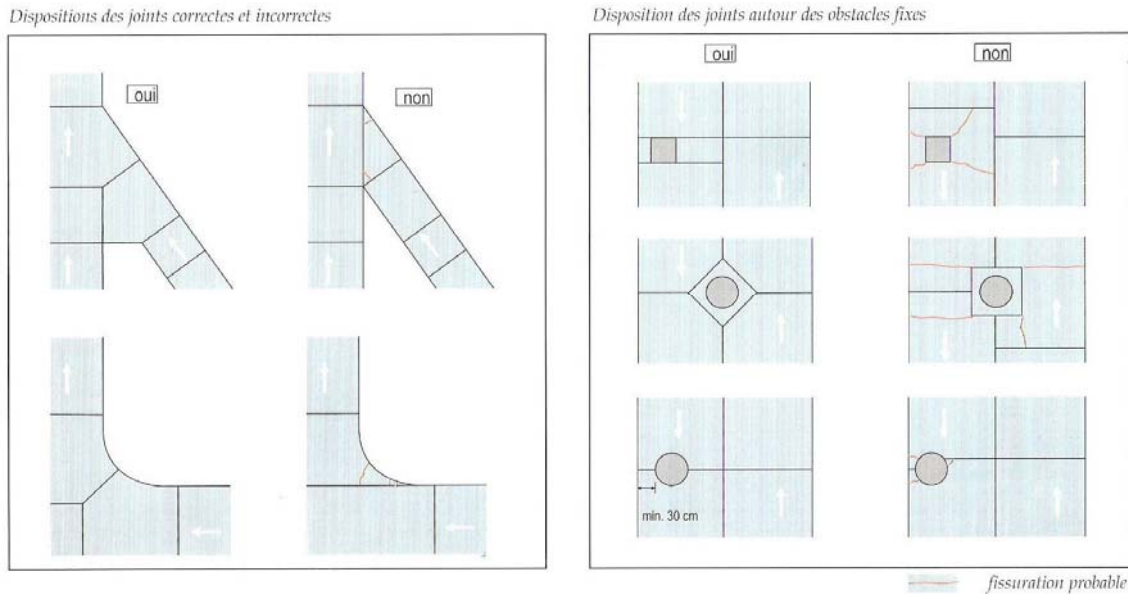 Dispositions des joints correctes et incorrectes
oui
non
Disposition des joints autour des obstacles fixes
oui
non
min. 30 cm
fissuration probable